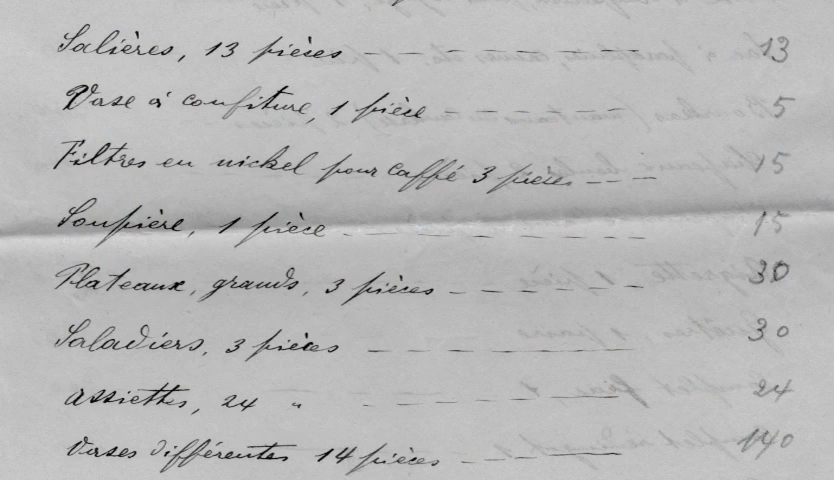 Salières, 13 pièces — — — — — — 13
Vase à confiture, 1 pièce — — — — — 5
Filtres en nickel pour caffé 3 pièces — — — 15
Soupière, 1 pièce — — — — — — 15
Plateaux, grands, 3 pièces — — — — — 30
Saladiers, 3 pièces — — — — — 30
Assiettes, 24 " — — — — — 24
Vases différentes 14 pièces — — — — 140